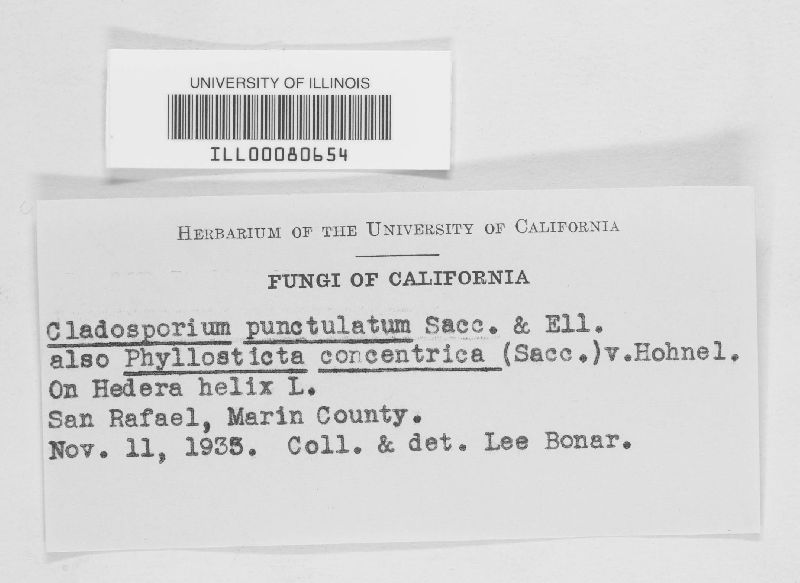 UNIVERSITY OF ILLINOIS
ILL00080654
HERBARIUM OF THE UNIVERSITY OF CALIFORNIA
FUNGI OF CALIFORNIA
Cladosporium punctulatum Sacc. & Ell.
also Phyllosticta concentrica (Sacc.)v.Hohnel.
On Hedera helix L.
San Rafael, Marin County.
Nov. 11, 1935. Coll. & det. Lee Bonar.